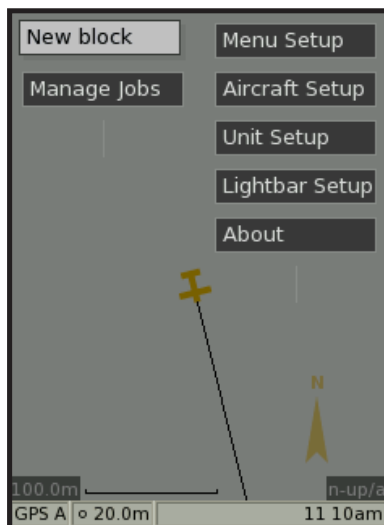 New block
Menu Setup
Manage Jobs
Aircraft Setup
Unit Setup
Lightbar Setup
About
N
100.0m
n-up/a
GPS A
20.0m
11 10am